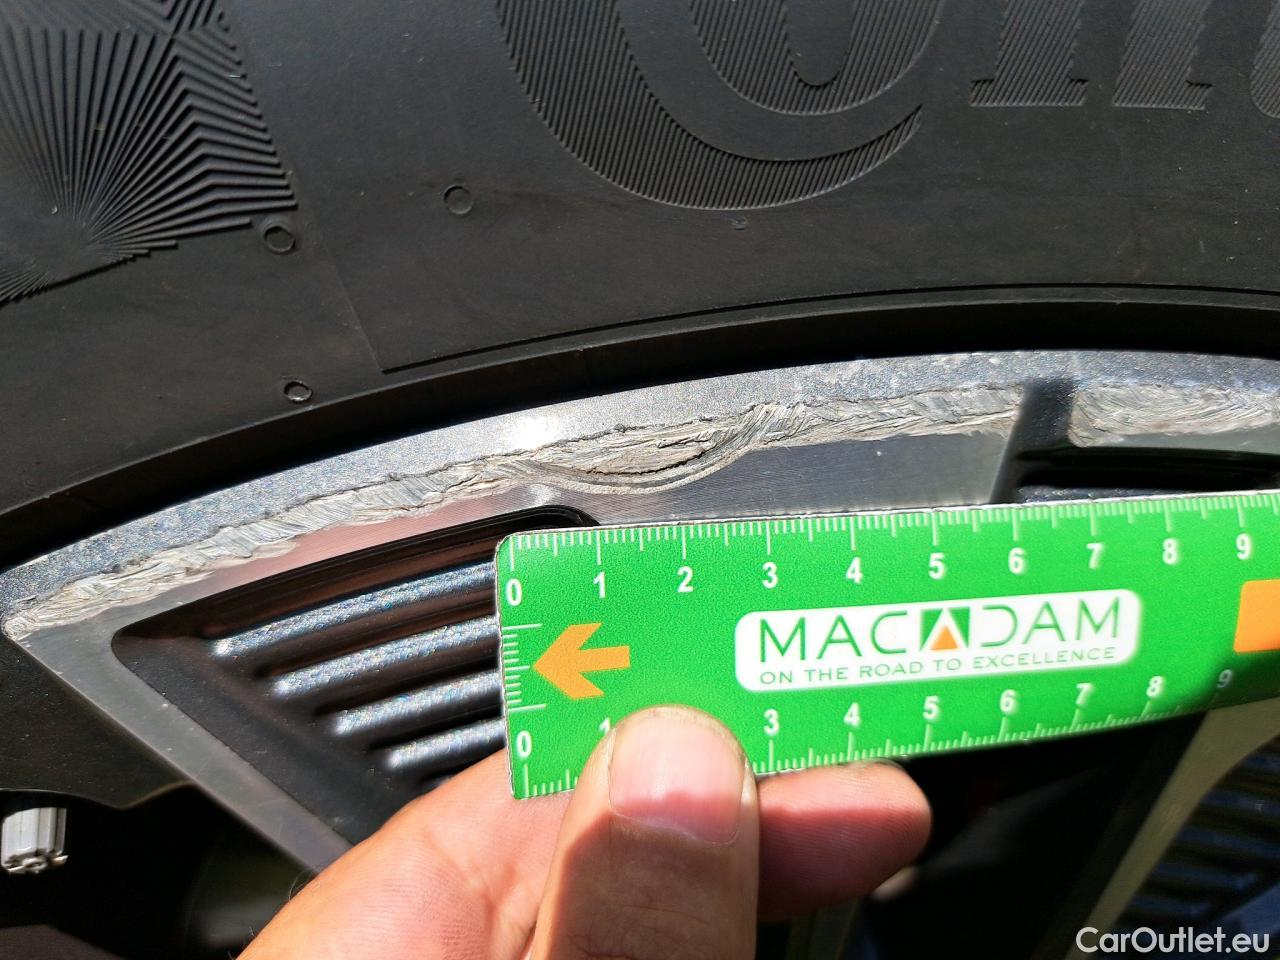 Conti
0 1 2 3 4 5 6 7 8 9
MACADAM
ON THE ROAD TO EXCELLENCE
0 1 3 4 5 6 7 8 9
CarOutlet.eu